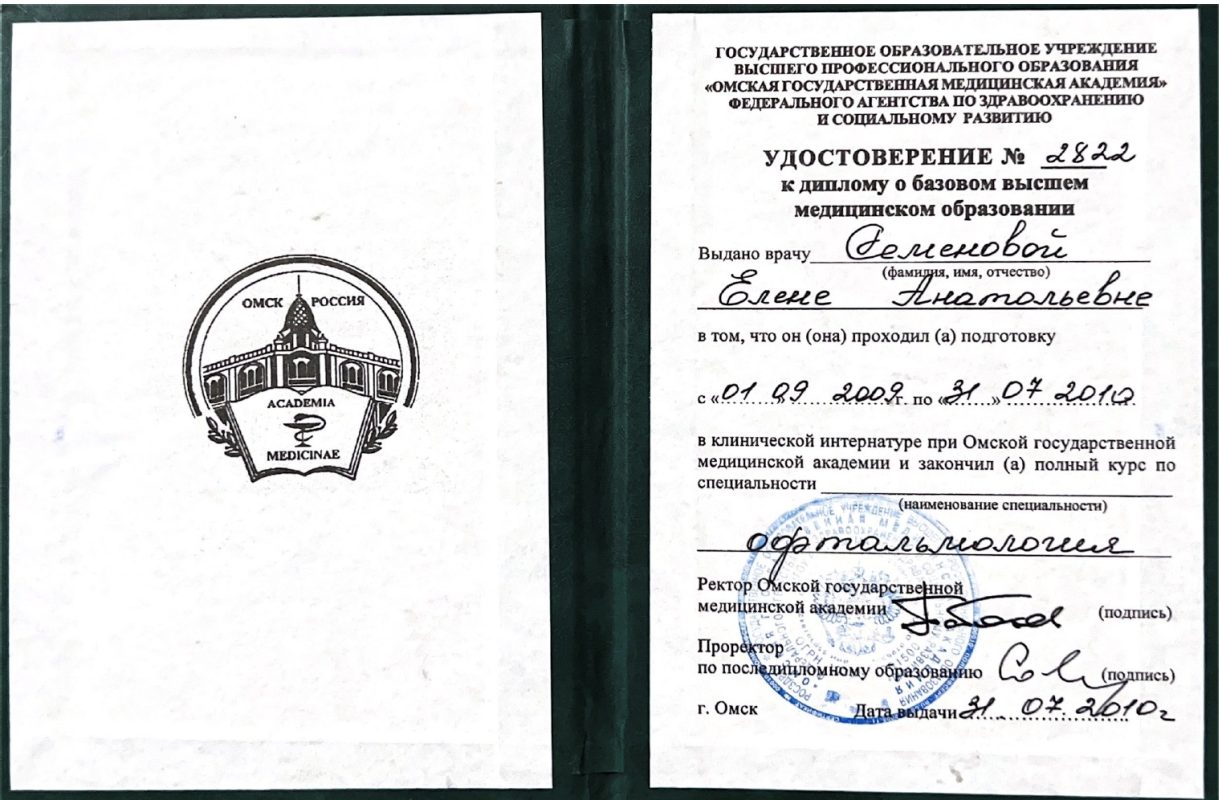 ОМСК РОССИЯ
ACADEMIA
MEDICINAE
ГОСУДАРСТВЕННОЕ ОБРАЗОВАТЕЛЬНОЕ УЧРЕЖДЕНИЕ
ВЫСШЕГО ПРОФЕССИОНАЛЬНОГО ОБРАЗОВАНИЯ
«ОМСКАЯ ГОСУДАРСТВЕННАЯ МЕДИЦИНСКАЯ АКАДЕМИЯ»
ФЕДЕРАЛЬНОГО АГЕНТСТВА ПО ЗДРАВООХРАНЕНИЮ
И СОЦИАЛЬНОМУ РАЗВИТИЮ
УДОСТОВЕРЕНИЕ № 2822
к диплому о базовом высшем
медицинском образовании
Выдано врачу Семеновой
(фамилия, имя, отчество)
Елене Анатольевне
в том, что он (она) проходил (а) подготовку
с «01» 09 2009 г. по «31» 07 2010
в клинической интернатуре при Омской государственной
медицинской академии и закончил (а) полный курс по
специальности
(наименование специальности)
офтальмология
Ректор Омской государственной
медицинской академии (подпись)
Проректор
по последипломному образованию (подпись)
г. Омск Дата выдачи 31 07 2010 г